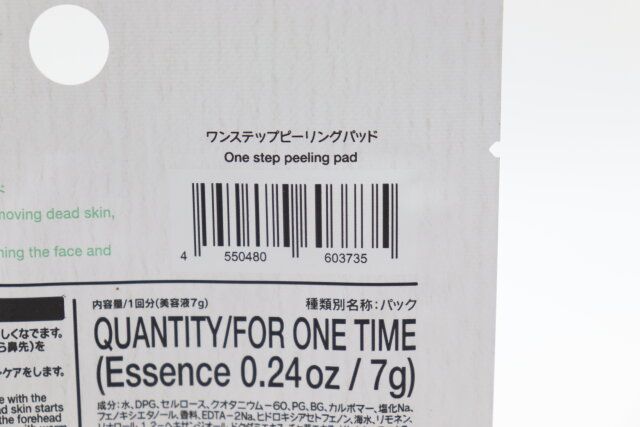 ワンステップピーリングパッド
One step peeling pad
4 550480 603735
ド
moving dead skin,
ning the face and
しくなでます。
ら鼻先)を
ケアをします。
e with the
d skin starts
the forehead
内容量/1回分(美容液7g)
種類別名称:パック
QUANTITY/FOR ONE TIME
(Essence 0.24oz / 7g)
成分:水、DPG、セルロース、クオタニウム-60、PG、BG、カルボマー、塩化Na、
フェノキシエタノール、香料、EDTA-2Na、ヒドロキシアセトフェノン、海水、リモネン、